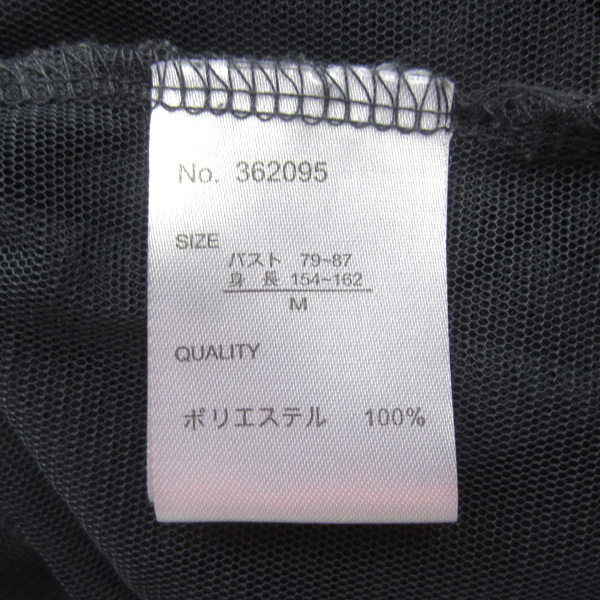 No. 362095
SIZE
バスト 79~87
身長 154~162
M
QUALITY
ポリエステル 100%